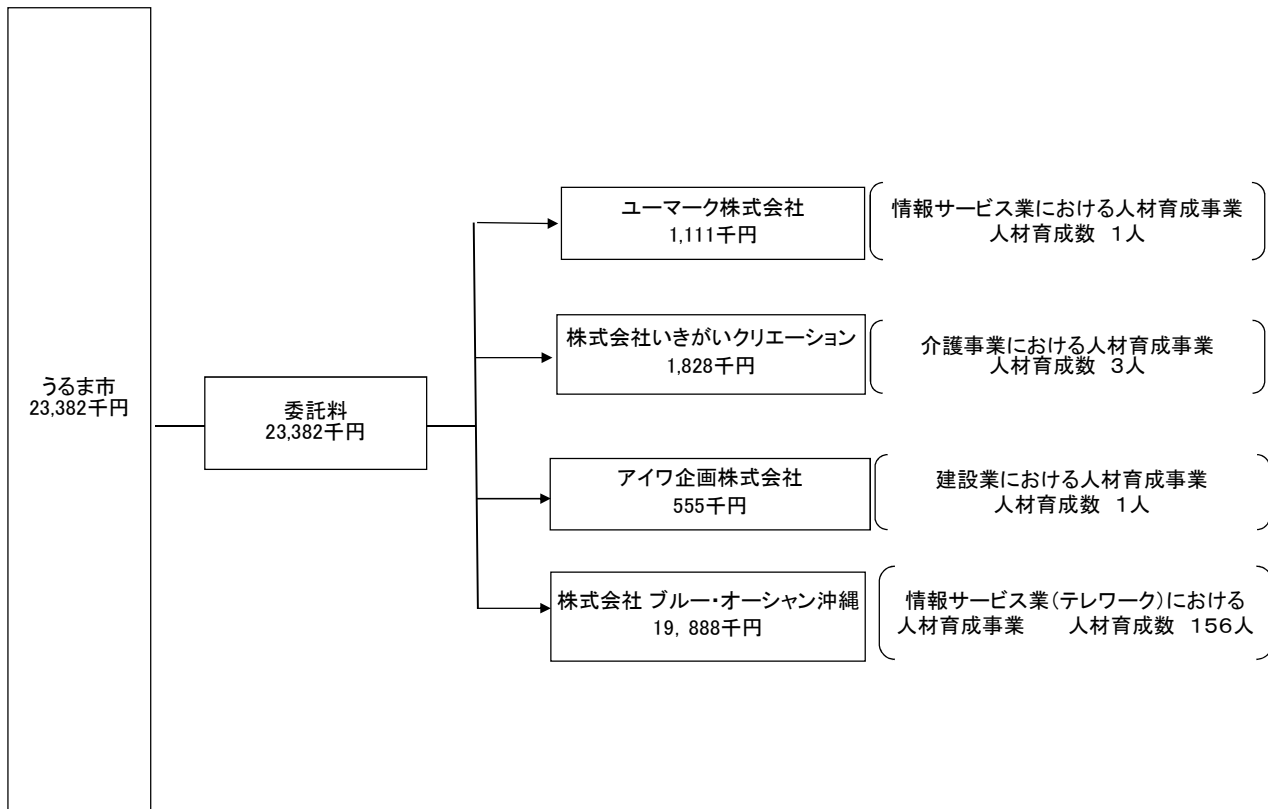 うるま市
23,382千円
委託料
23,382千円
ユーマーク株式会社
1,111千円
情報サービス業における人材育成事業
人材育成数 1人
株式会社いきがいクリエーション
1,828千円
介護事業における人材育成事業
人材育成数 3人
アイワ企画株式会社
555千円
建設業における人材育成事業
人材育成数 1人
株式会社 ブルー・オーシャン沖縄
19, 888千円
情報サービス業(テレワーク)における
人材育成事業　　人材育成数 156人